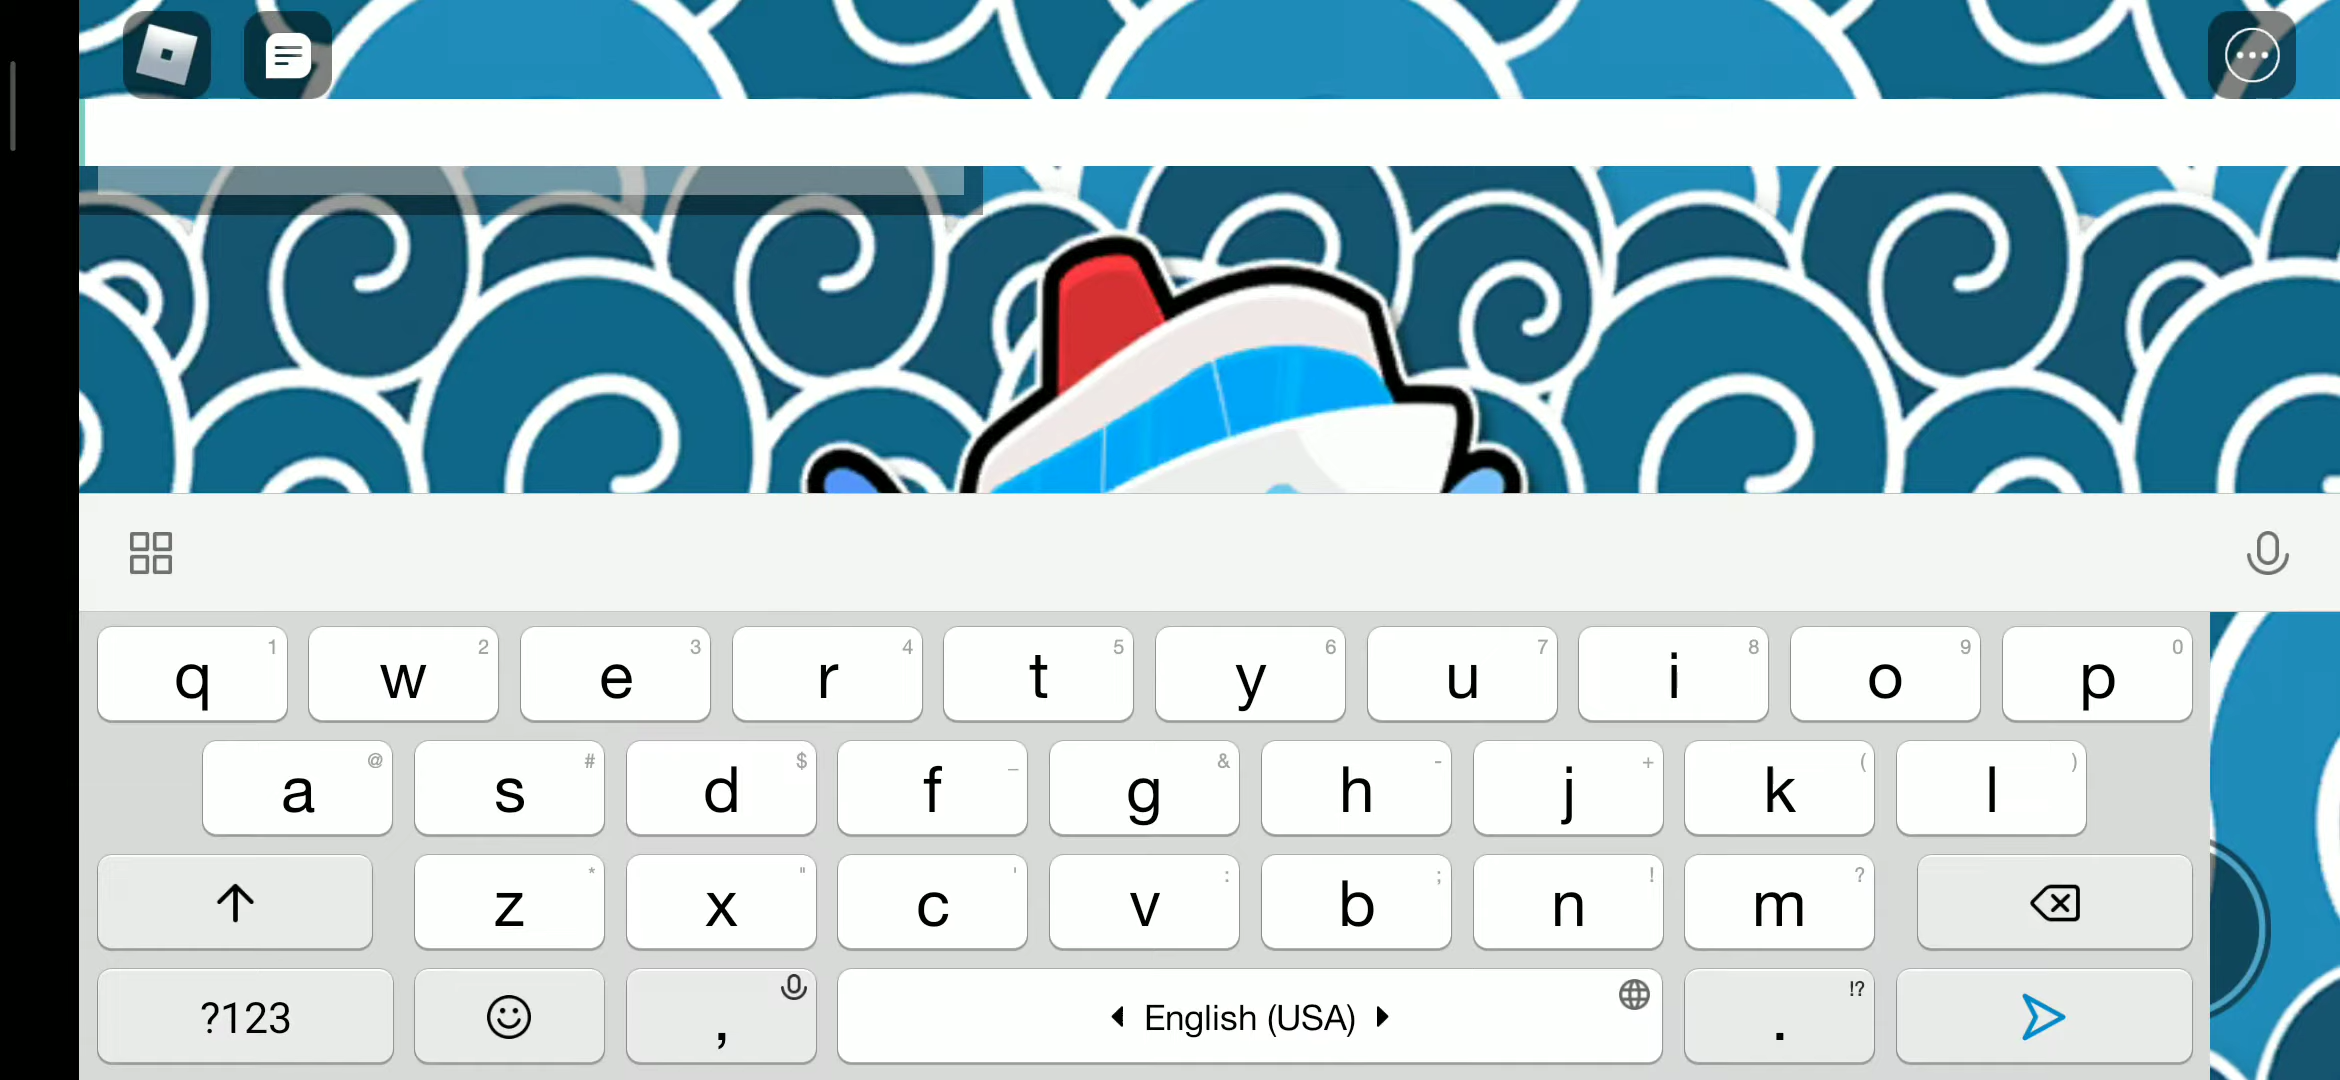 q 1 w 2 e 3 r 4 t 5 y 6 u 7 i 8 o 9 p 0
a @ s # d $ f _ g & h - j + k ( l )
z * x " c ' v : b ; n ! m ?
?123 , English (USA) . !?